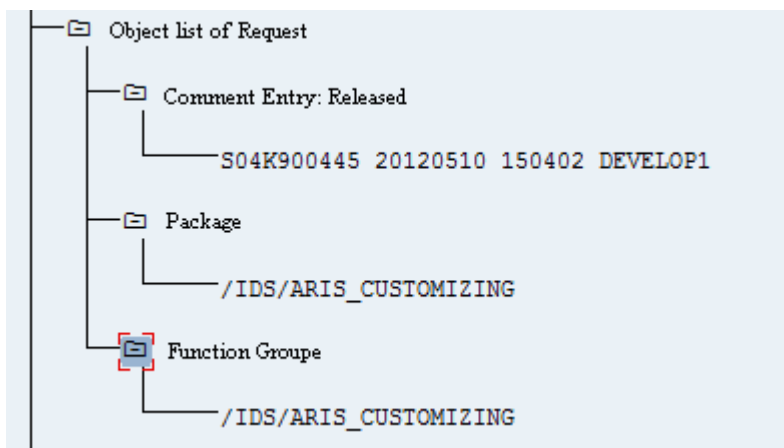 Object list of Request
Comment Entry: Released
S04K900445 20120510 150402 DEVELOP1
Package
/IDS/ARIS_CUSTOMIZING
Function Groupe
/IDS/ARIS_CUSTOMIZING